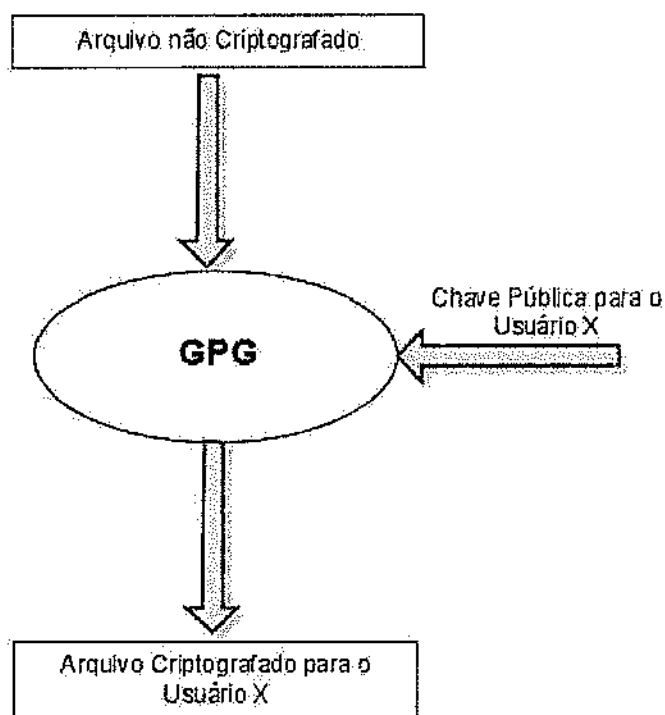 Arquivo não Criptografado
Chave Pública para o
Usuário X
GPG
Arquivo Criptografado para o
Usuário X